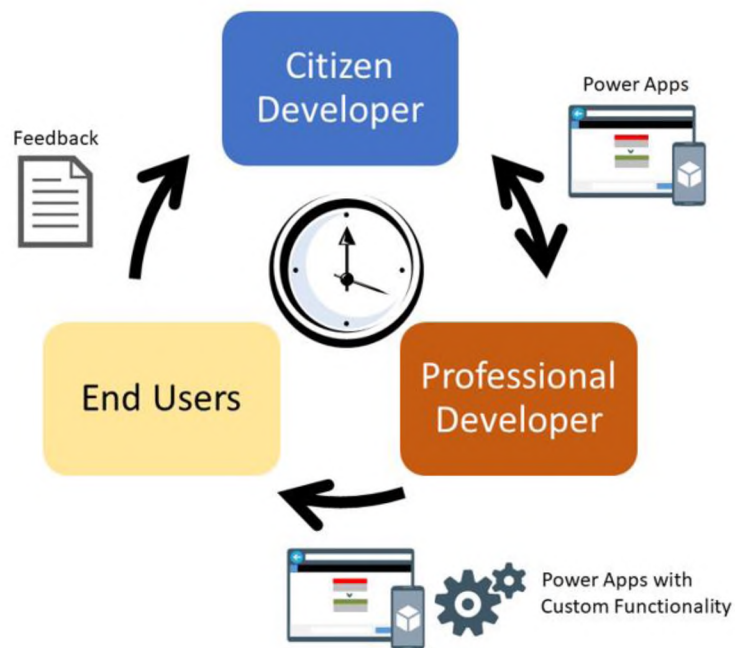 Citizen
Developer
Power Apps
Feedback
End Users
Professional
Developer
Power Apps with
Custom Functionality